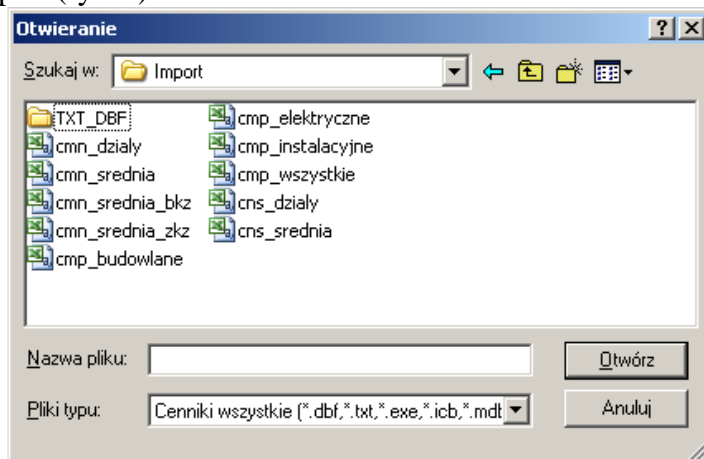 Otwieranie
Szukaj w: Import
TXT_DBF cmp_elektryczne
cmn_dzialy cmp_instalacyjne
cmn_srednia cmp_wszystkie
cmn_srednia_bkz cns_dzialy
cmn_srednia_zkz cns_srednia
cmp_budowlane
Nazwa pliku: Otwórz
Pliki typu: Cenniki wszystkie (*.dbf,*.txt,*.exe,*.icb,*.mdb Anuluj